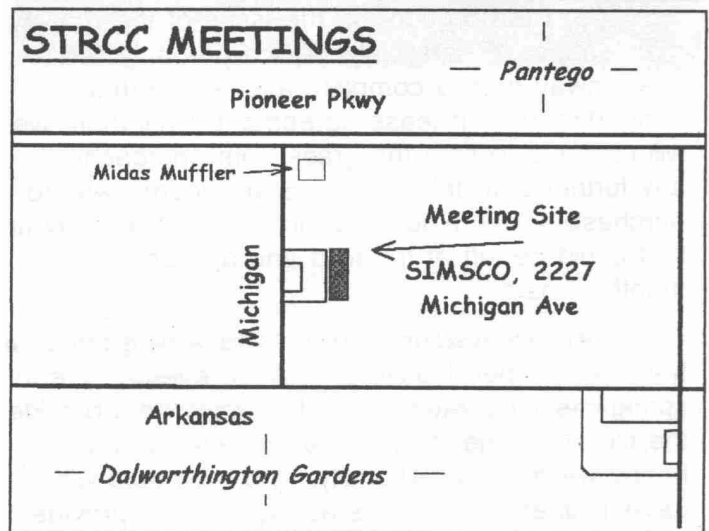 STRCC MEETINGS
Pantego
Pioneer Pkwy
Midas Muffler
Meeting Site
SIMSCO, 2227
Michigan Ave
Michigan
Arkansas
Dalworthington Gardens